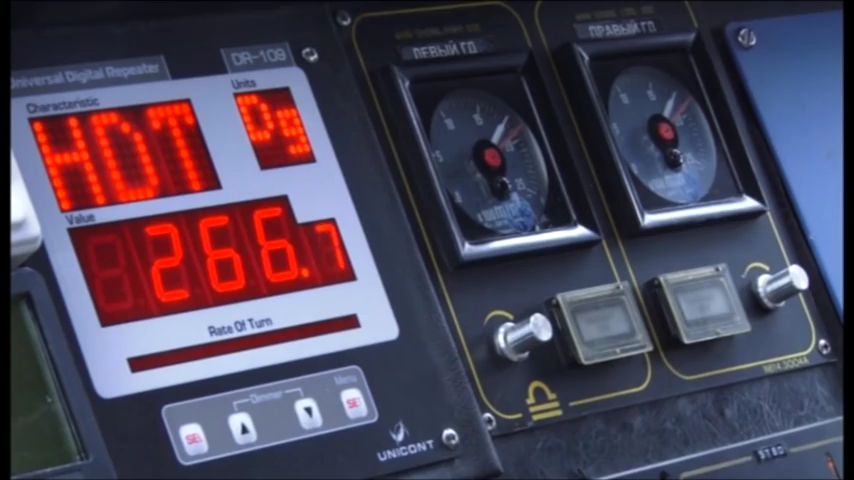 Universal Digital Repeater
DR-109
Characteristic
Units
HDT
Dg
Value
266.7
Rate Of Turn
Dimmer
Menu
SEL
SET
UNICONT
ЛЕВЫЙ ГД
ПРАВЫЙ ГД